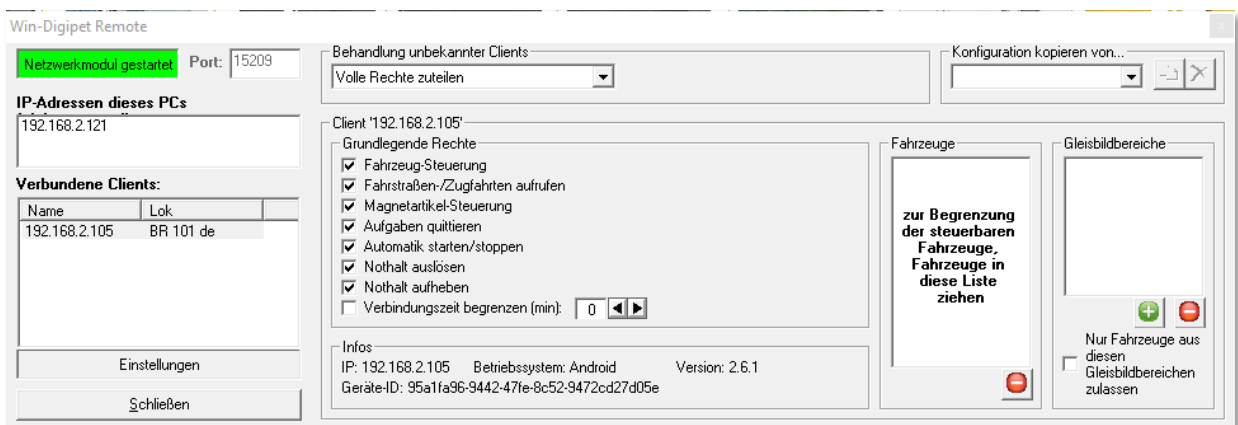 Win-Digipet Remote
Netzwerkmodul gestartet
Port: 15209
IP-Adressen dieses PCs
192.168.2.121
Verbundene Clients:
Name Lok
192.168.2.105 BR 101 de
Einstellungen
Schließen
Behandlung unbekannter Clients
Volle Rechte zuteilen
Konfiguration kopieren von...
Client '192.168.2.105'
Grundlegende Rechte
Fahrzeug-Steuerung
Fahrstraßen-/Zugfahrten aufrufen
Magnetartikel-Steuerung
Aufgaben quittieren
Automatik starten/stoppen
Nothalt auslösen
Nothalt aufheben
Verbindungszeit begrenzen (min): 0
Infos
IP: 192.168.2.105 Betriebssystem: Android Version: 2.6.1
Geräte-ID: 95a1fa96-9442-47fe-8c52-9472cd27d05e
Fahrzeuge
zur Begrenzung
der steuerbaren
Fahrzeuge,
Fahrzeuge in
diese Liste
ziehen
Gleisbildbereiche
Nur Fahrzeuge aus
diesen
Gleisbildbereichen
zulassen